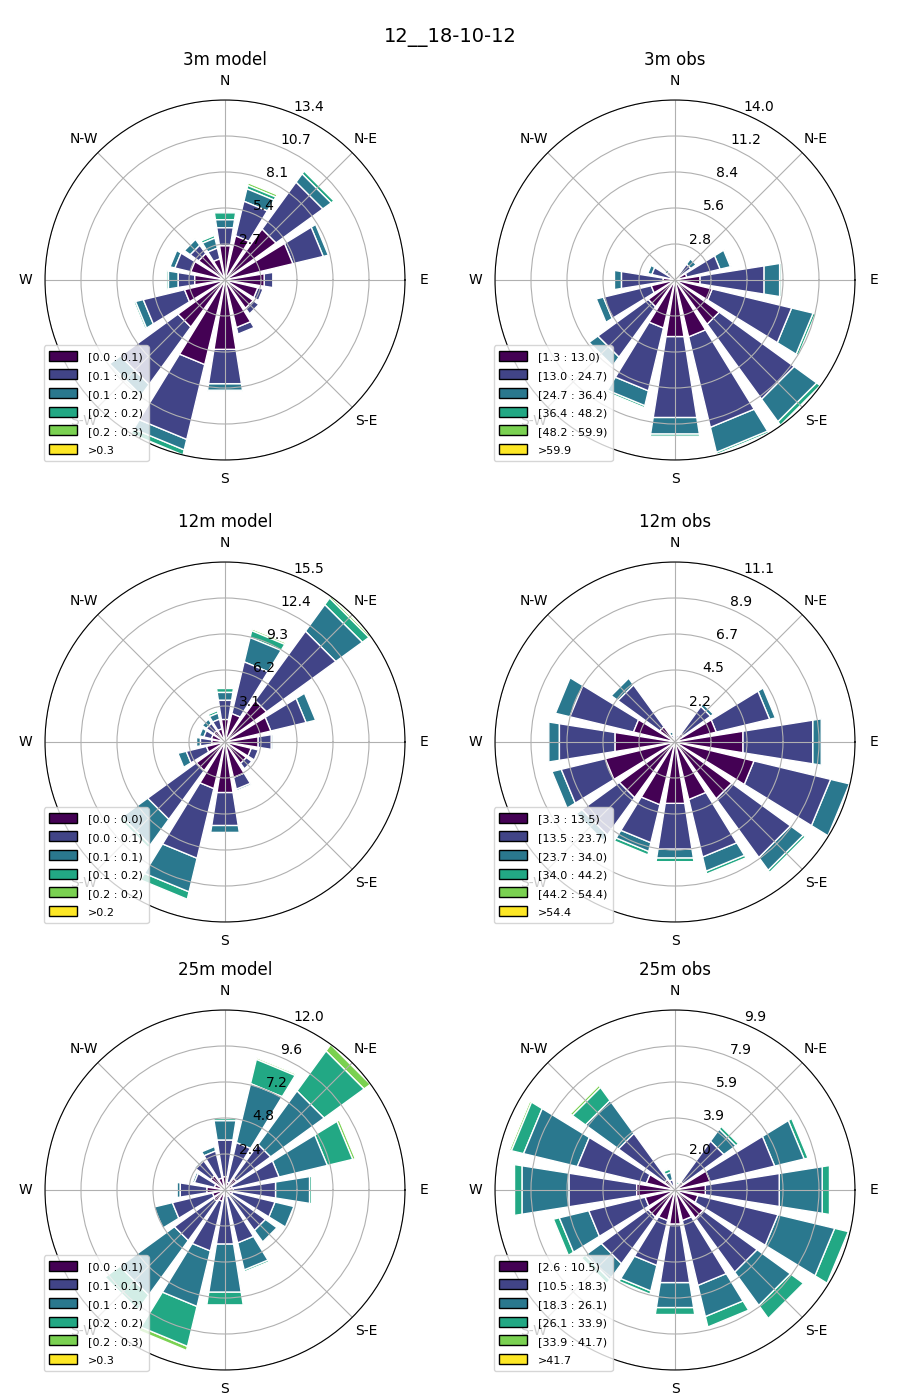 12__18-10-12
3m model
N
N-E
E
S-E
S
W
N-W
2.7
5.4
8.1
10.7
13.4
[0.0 : 0.1)
[0.1 : 0.1)
[0.1 : 0.2)
[0.2 : 0.2)
[0.2 : 0.3)
>0.3
3m obs
N
N-E
E
S-E
S
W
N-W
2.8
5.6
8.4
11.2
14.0
[1.3 : 13.0)
[13.0 : 24.7)
[24.7 : 36.4)
[36.4 : 48.2)
[48.2 : 59.9)
>59.9
12m model
N
N-E
E
S-E
S
W
N-W
3.1
6.2
9.3
12.4
15.5
[0.0 : 0.0)
[0.0 : 0.1)
[0.1 : 0.1)
[0.1 : 0.2)
[0.2 : 0.2)
>0.2
12m obs
N
N-E
E
S-E
S
W
N-W
2.2
4.5
6.7
8.9
11.1
[3.3 : 13.5)
[13.5 : 23.7)
[23.7 : 34.0)
[34.0 : 44.2)
[44.2 : 54.4)
>54.4
25m model
N
N-E
E
S-E
S
W
N-W
2.4
4.8
7.2
9.6
12.0
[0.0 : 0.1)
[0.1 : 0.1)
[0.1 : 0.2)
[0.2 : 0.2)
[0.2 : 0.3)
>0.3
25m obs
N
N-E
E
S-E
S
W
N-W
2.0
3.9
5.9
7.9
9.9
[2.6 : 10.5)
[10.5 : 18.3)
[18.3 : 26.1)
[26.1 : 33.9)
[33.9 : 41.7)
>41.7